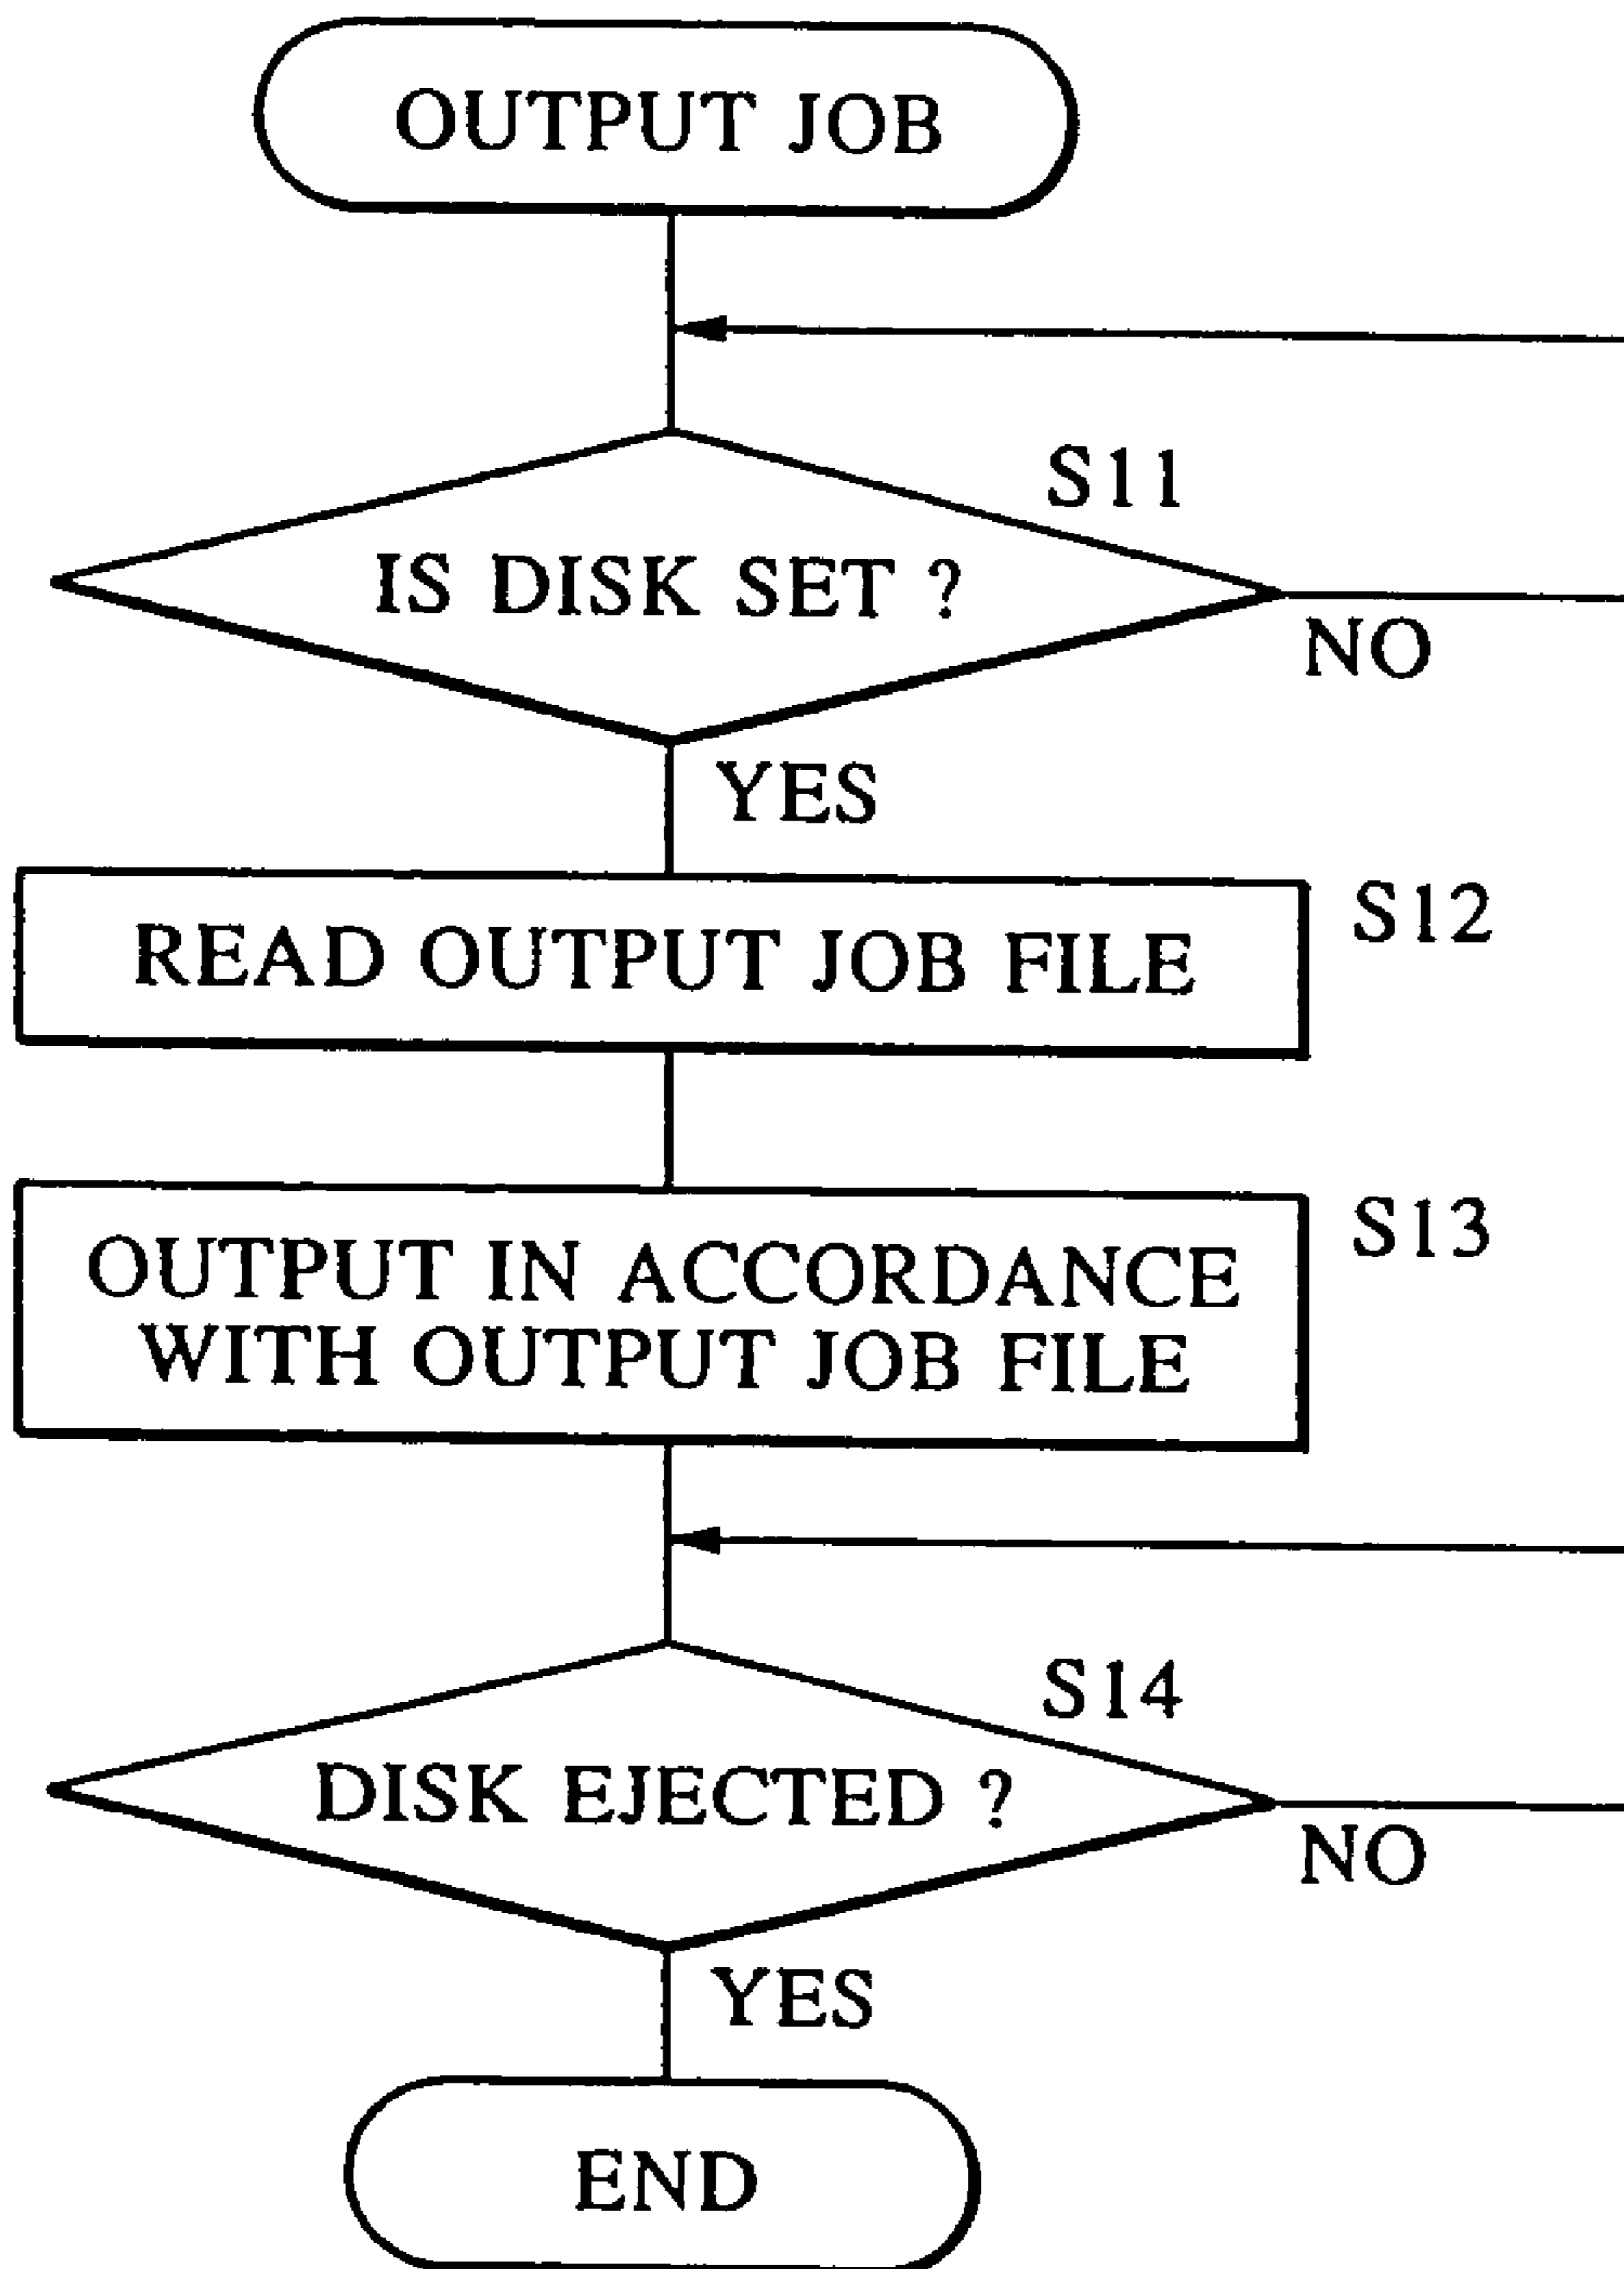 OUTPUT JOB
S11
IS DISK SET ?
NO
YES
S12
READ OUTPUT JOB FILE
S13
OUTPUT IN ACCORDANCE
WITH OUTPUT JOB FILE
S14
DISK EJECTED ?
NO
YES
END